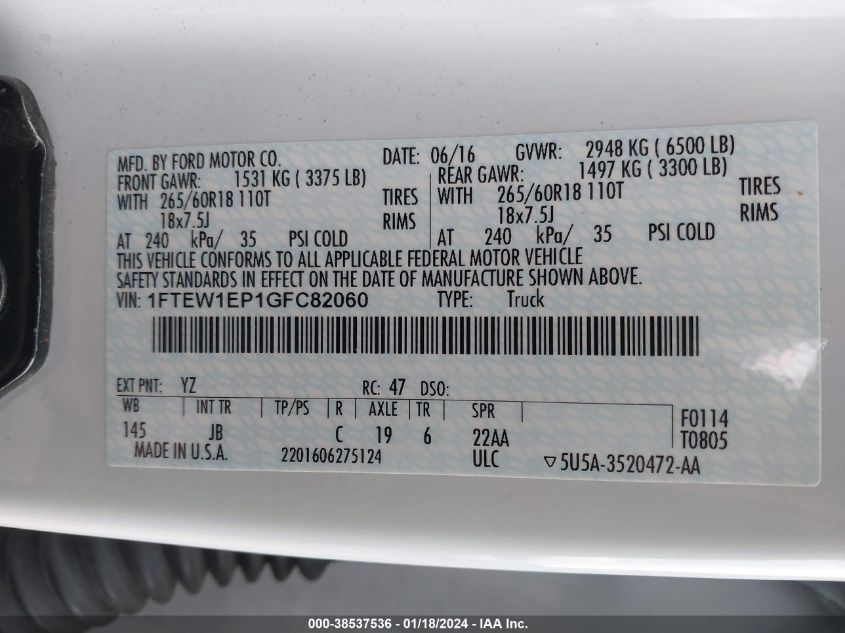 MFD. BY FORD MOTOR CO. DATE: 06/16 GVWR: 2948 KG ( 6500 LB)
FRONT GAWR: 1531 KG ( 3375 LB) REAR GAWR: 1497 KG ( 3300 LB)
WITH 265/60R18 110T TIRES WITH 265/60R18 110T TIRES
18x7.5J RIMS 18x7.5J RIMS
AT 240 kPa/ 35 PSI COLD AT 240 kPa/ 35 PSI COLD
THIS VEHICLE CONFORMS TO ALL APPLICABLE FEDERAL MOTOR VEHICLE
SAFETY STANDARDS IN EFFECT ON THE DATE OF MANUFACTURE SHOWN ABOVE.
VIN: 1FTEW1EP1GFC82060 TYPE: Truck
EXT PNT: YZ RC: 47 DSO:
WB INT TR TP/PS R AXLE TR SPR F0114
145 JB C 19 6 22AA T0805
MADE IN U.S.A. 2201606275124 ULC ▽5U5A-3520472-AA
000-38537536 - 01/18/2024 - IAA Inc.